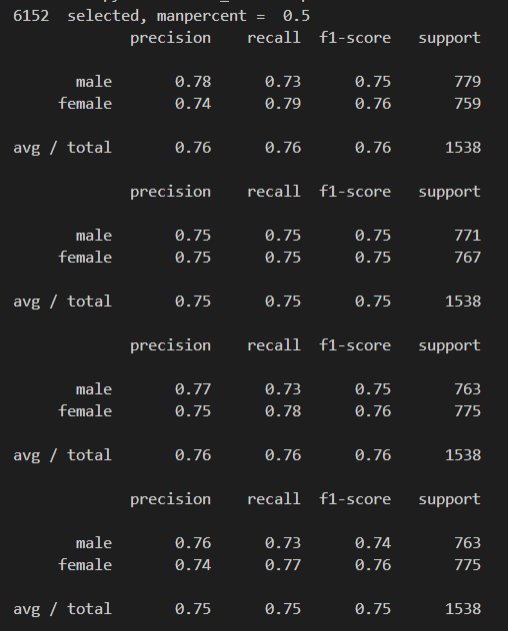 6152 selected, manpercent = 0.5
precision recall f1-score support
male 0.78 0.73 0.75 779
female 0.74 0.79 0.76 759
avg / total 0.76 0.76 0.76 1538
precision recall f1-score support
male 0.75 0.75 0.75 771
female 0.75 0.75 0.75 767
avg / total 0.75 0.75 0.75 1538
precision recall f1-score support
male 0.77 0.73 0.75 763
female 0.75 0.78 0.76 775
avg / total 0.76 0.76 0.76 1538
precision recall f1-score support
male 0.76 0.73 0.74 763
female 0.74 0.77 0.76 775
avg / total 0.75 0.75 0.75 1538